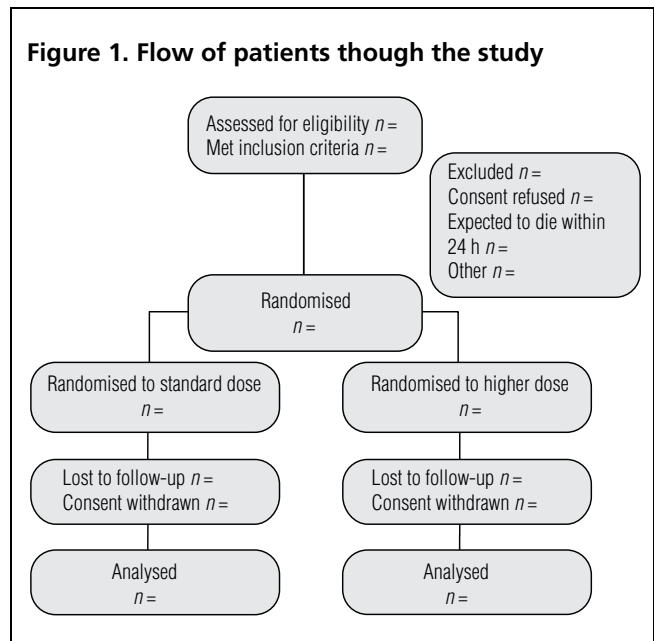 Figure 1. Flow of patients though the study
Assessed for eligibility n =
Met inclusion criteria n =
Excluded n =
Consent refused n =
Expected to die within
24 h n =
Other n =
Randomised
n =
Randomised to standard dose
n =
Randomised to higher dose
n =
Lost to follow-up n =
Consent withdrawn n =
Lost to follow-up n =
Consent withdrawn n =
Analysed
n =
Analysed
n =